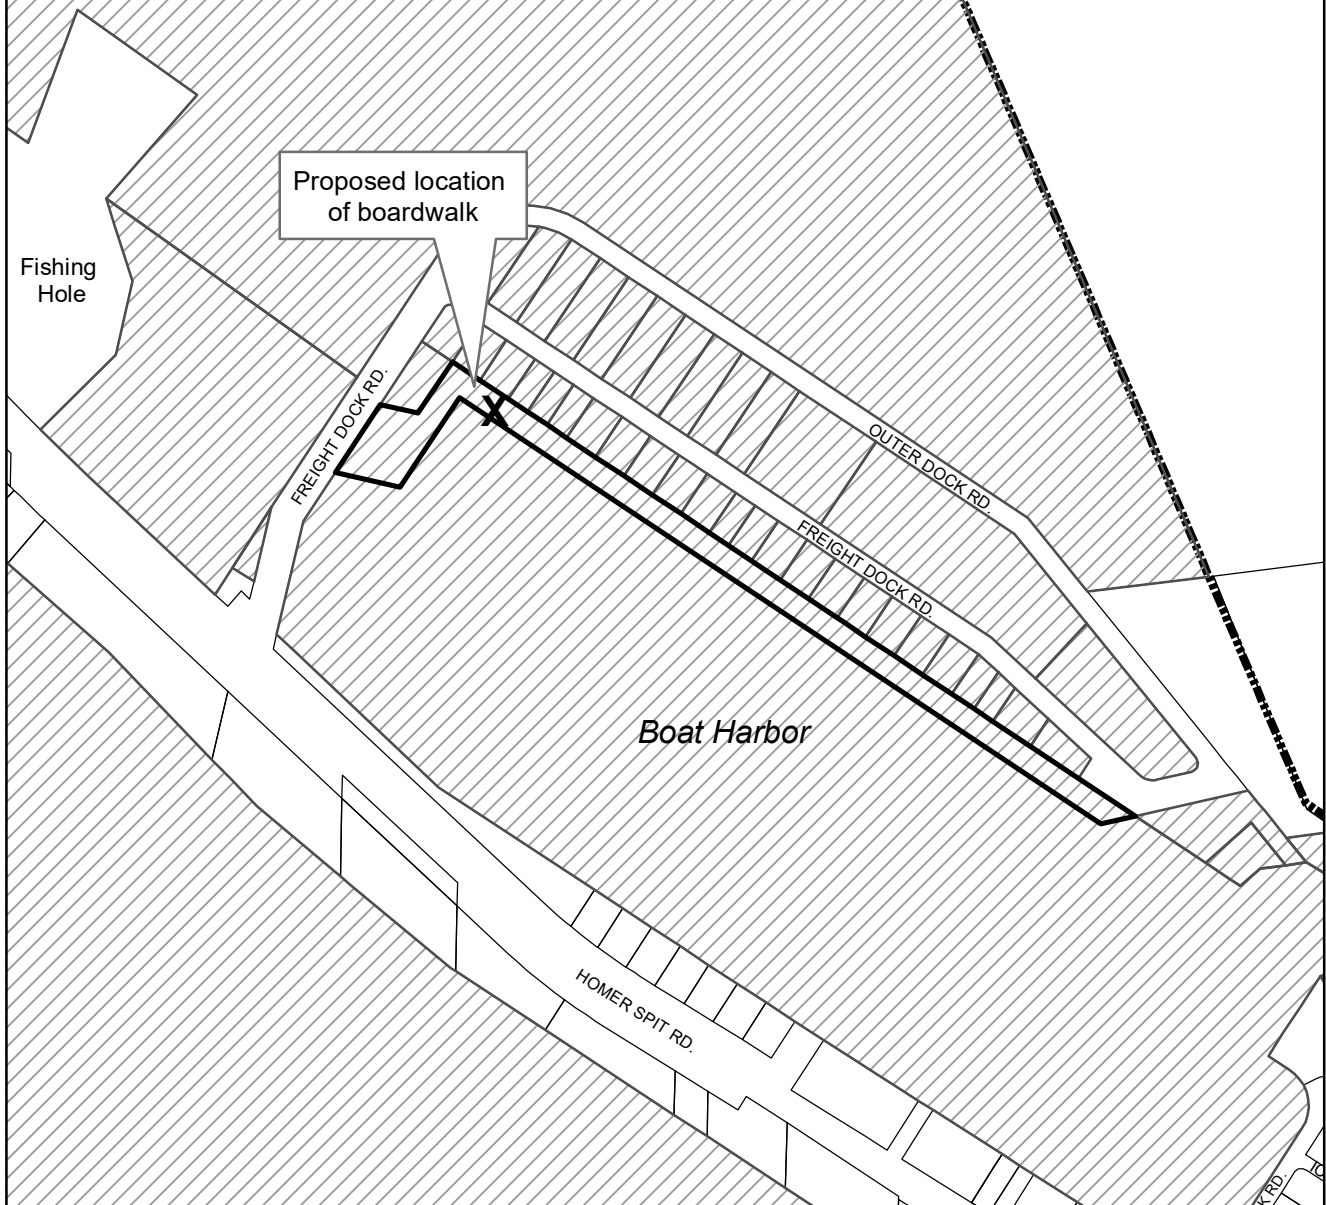 Proposed location
of boardwalk
Fishing
Hole
FREIGHT DOCK RD.
X
OUTER DOCK RD.
FREIGHT DOCK RD.
Boat Harbor
HOMER SPIT RD.
RD.